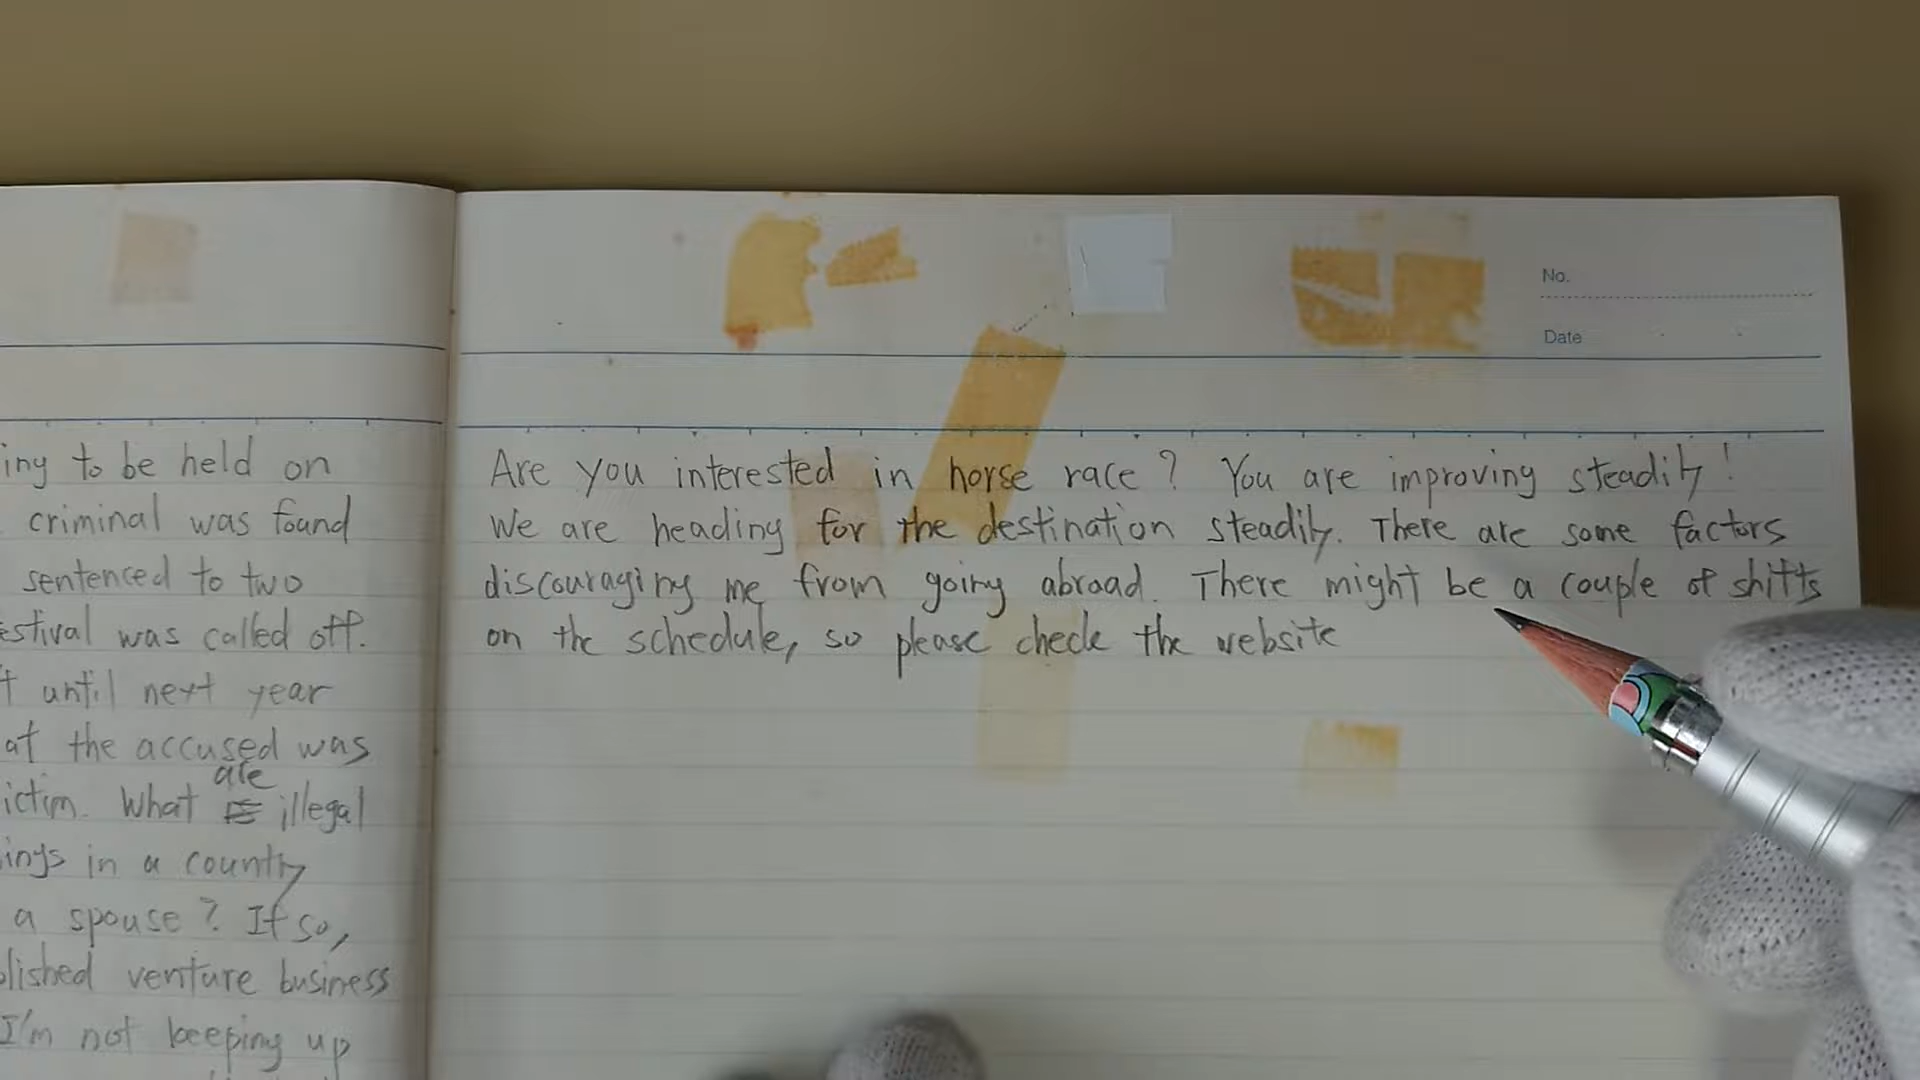 iny to be held on
criminal was found
sentenced to two
estival was called off.
t until next year
at the accused was
are
ictim. What illegal
ings in a country
a spouse? If so,
lished venture business
I'm not keeping up
No.
Date
Are you interested in horse race? You are improving steadily!
We are heading for the destination steadily. There are some factors
discouraging me from going abroad. There might be a couple of shifts
on the schedule, so please check the website